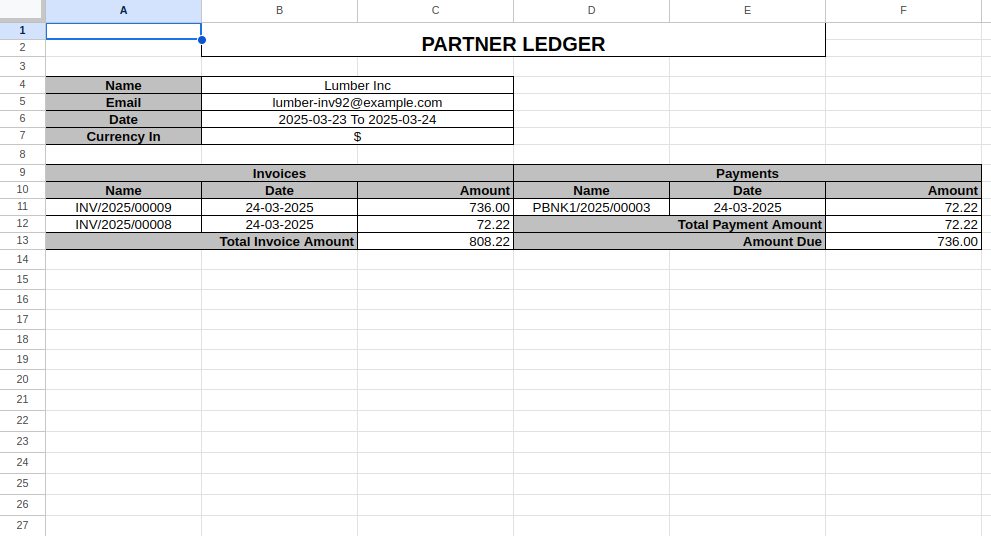 A B C D E F
1
PARTNER LEDGER
2
3
4 Name Lumber Inc
5 Email lumber-inv92@example.com
6 Date 2025-03-23 To 2025-03-24
7 Currency In $
8
9 Invoices Payments
10 Name Date Amount Name Date Amount
11 INV/2025/00009 24-03-2025 736.00 PBNK1/2025/00003 24-03-2025 72.22
12 INV/2025/00008 24-03-2025 72.22 Total Payment Amount 72.22
13 Total Invoice Amount 808.22 Amount Due 736.00
14
15
16
17
18
19
20
21
22
23
24
25
26
27